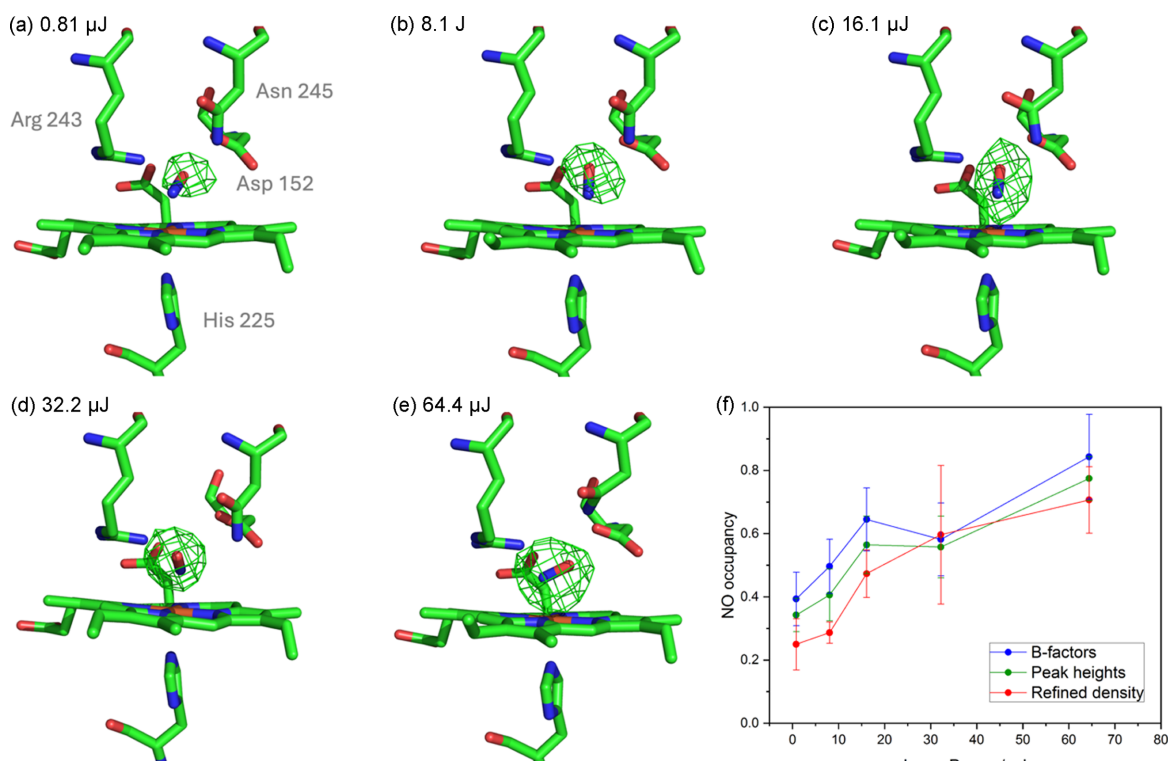 (a) 0.81 µJ
(b) 8.1 J
(c) 16.1 µJ
Asn 245
Arg 243
Asp 152
His 225
(d) 32.2 µJ
(e) 64.4 µJ
(f)
1.0
0.8
0.6
0.4
0.2
0.0
NO occupancy
B-factors
Peak heights
Refined density
0 10 20 30 40 50 60 70 80